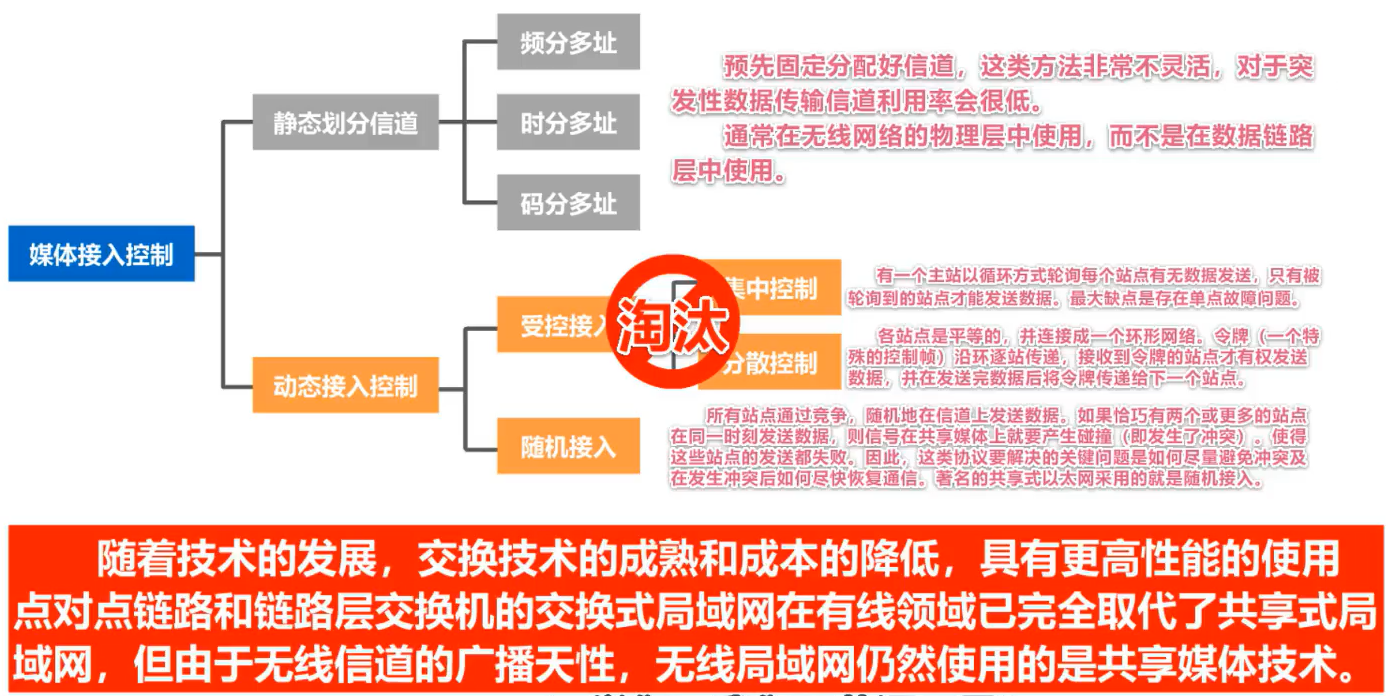 频分多址
静态划分信道
时分多址
码分多址
预先固定分配好信道，这类方法非常不灵活，对于突
发性数据传输信道利用率会很低。
通常在无线网络的物理层中使用，而不是在数据链路
层中使用。
媒体接入控制
动态接入控制
受控接入
淘汰
集中控制
有一个主站以循环方式轮询每个站点有无数据发送，只有被
轮询到的站点才能发送数据。最大缺点是存在单点故障问题。
分散控制
各站点是平等的，并连接成一个环形网络。令牌（一个特
殊的控制帧）沿环逐站传递，接收到令牌的站点才有权发送
数据，并在发送完数据后将令牌传递给下一个站点。
随机接入
所有站点通过竞争，随机地在信道上发送数据。如果恰巧有两个或更多的站点
在同一时刻发送数据，则信号在共享媒体上就要产生碰撞（即发生了冲突）。使得
这些站点的发送都失败。因此，这类协议要解决的关键问题是如何尽量避免冲突及
在发生冲突后如何尽快恢复通信。著名的共享式以太网采用的就是随机接入。
随着技术的发展，交换技术的成熟和成本的降低，具有更高性能的使用
点对点链路和链路层交换机的交换式局域网在有线领域已完全取代了共享式局
域网，但由于无线信道的广播天性，无线局域网仍然使用的是共享媒体技术。